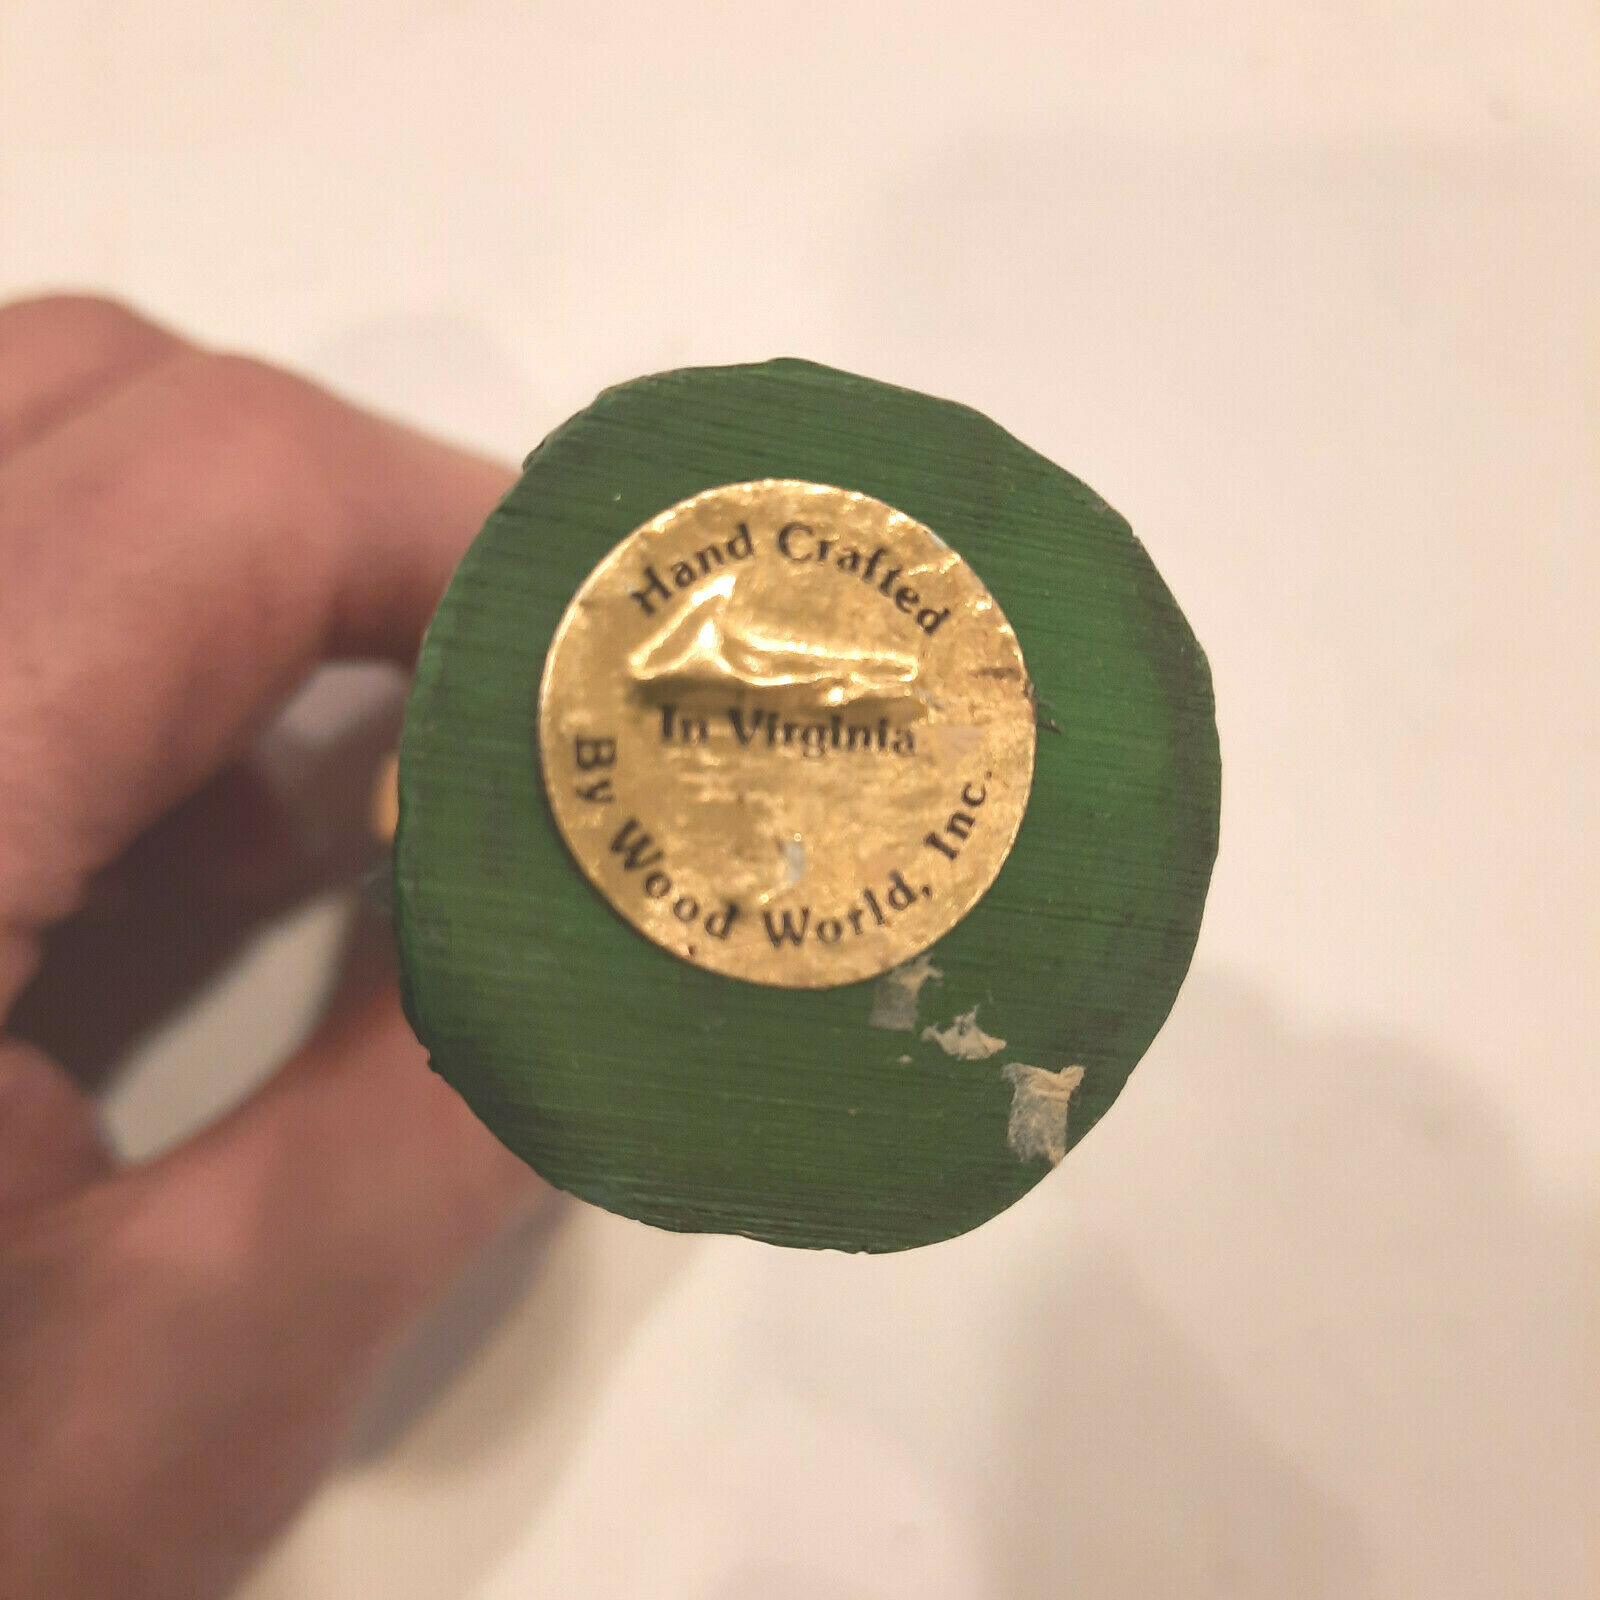 Hand Crafted
In Virginia
By Wood World, Inc.